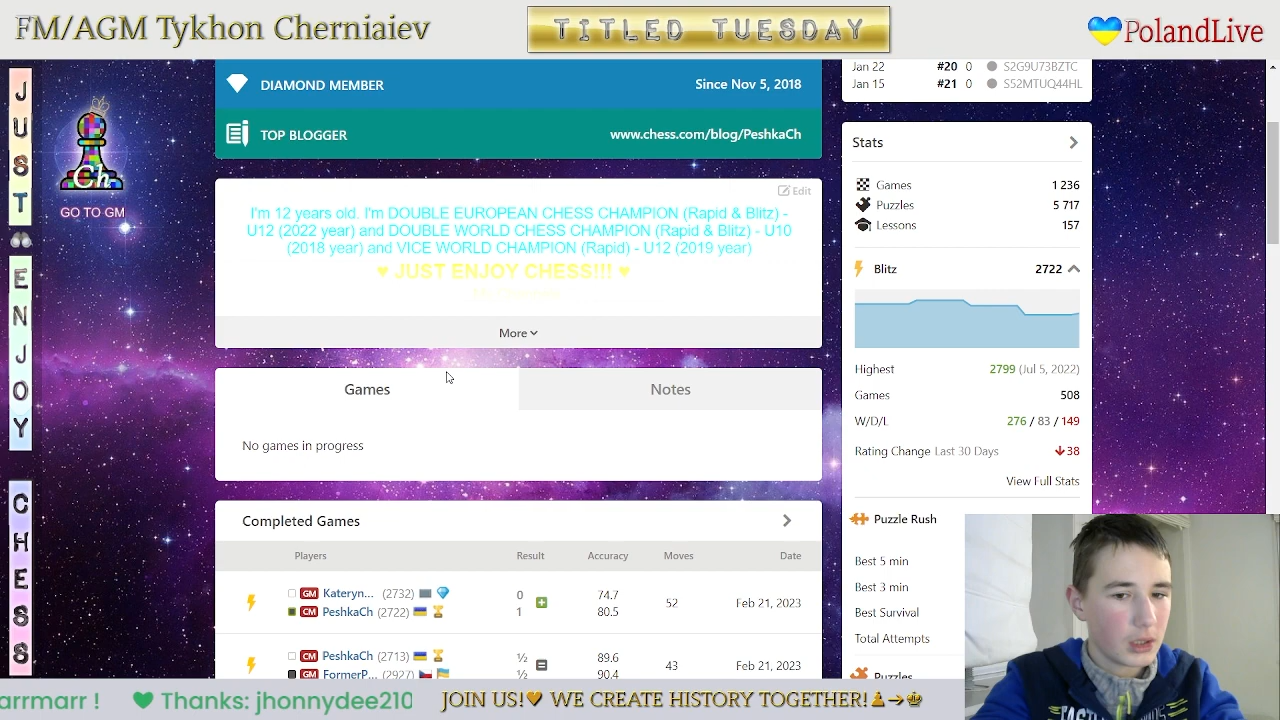 FM/AGM Tykhon Cherniaiev
TITLED TUESDAY
PolandLive
JUST
ENJOY
CHESS
Ch
GO TO GM
DIAMOND MEMBER
Since Nov 5, 2018
TOP BLOGGER
www.chess.com/blog/PeshkaCh
Edit
I'm 12 years old. I'm DOUBLE EUROPEAN CHESS CHAMPION (Rapid & Blitz) -
U12 (2022 year) and DOUBLE WORLD CHESS CHAMPION (Rapid & Blitz) - U10
(2018 year) and VICE WORLD CHAMPION (Rapid) - U12 (2019 year)
♥ JUST ENJOY CHESS!!! ♥
More
Games
Notes
No games in progress
Completed Games
Players Result Accuracy Moves Date
GM Kateryn... (2732) 0 74.7
CM PeshkaCh (2722) 1 80.5
52 Feb 21, 2023
CM PeshkaCh (2713) ½ 89.6
GM FormerP... (2927) ½ 90.4
43 Feb 21, 2023
Jan 22 #20 0 S2G9U73BZTC
Jan 15 #21 0 S52MTUQ44HL
Stats
Games 1 236
Puzzles 5 717
Lessons 157
Blitz 2722
Highest 2799 (Jul 5, 2022)
Games 508
W/D/L 276 / 83 / 149
Rating Change Last 30 Days 38
View Full Stats
Puzzle Rush
Best 5 min
Best 3 min
Best Survival
Total Attempts
Puzzles
arrmarr !
Thanks: jhonnydee210
JOIN US! WE CREATE HISTORY TOGETHER!